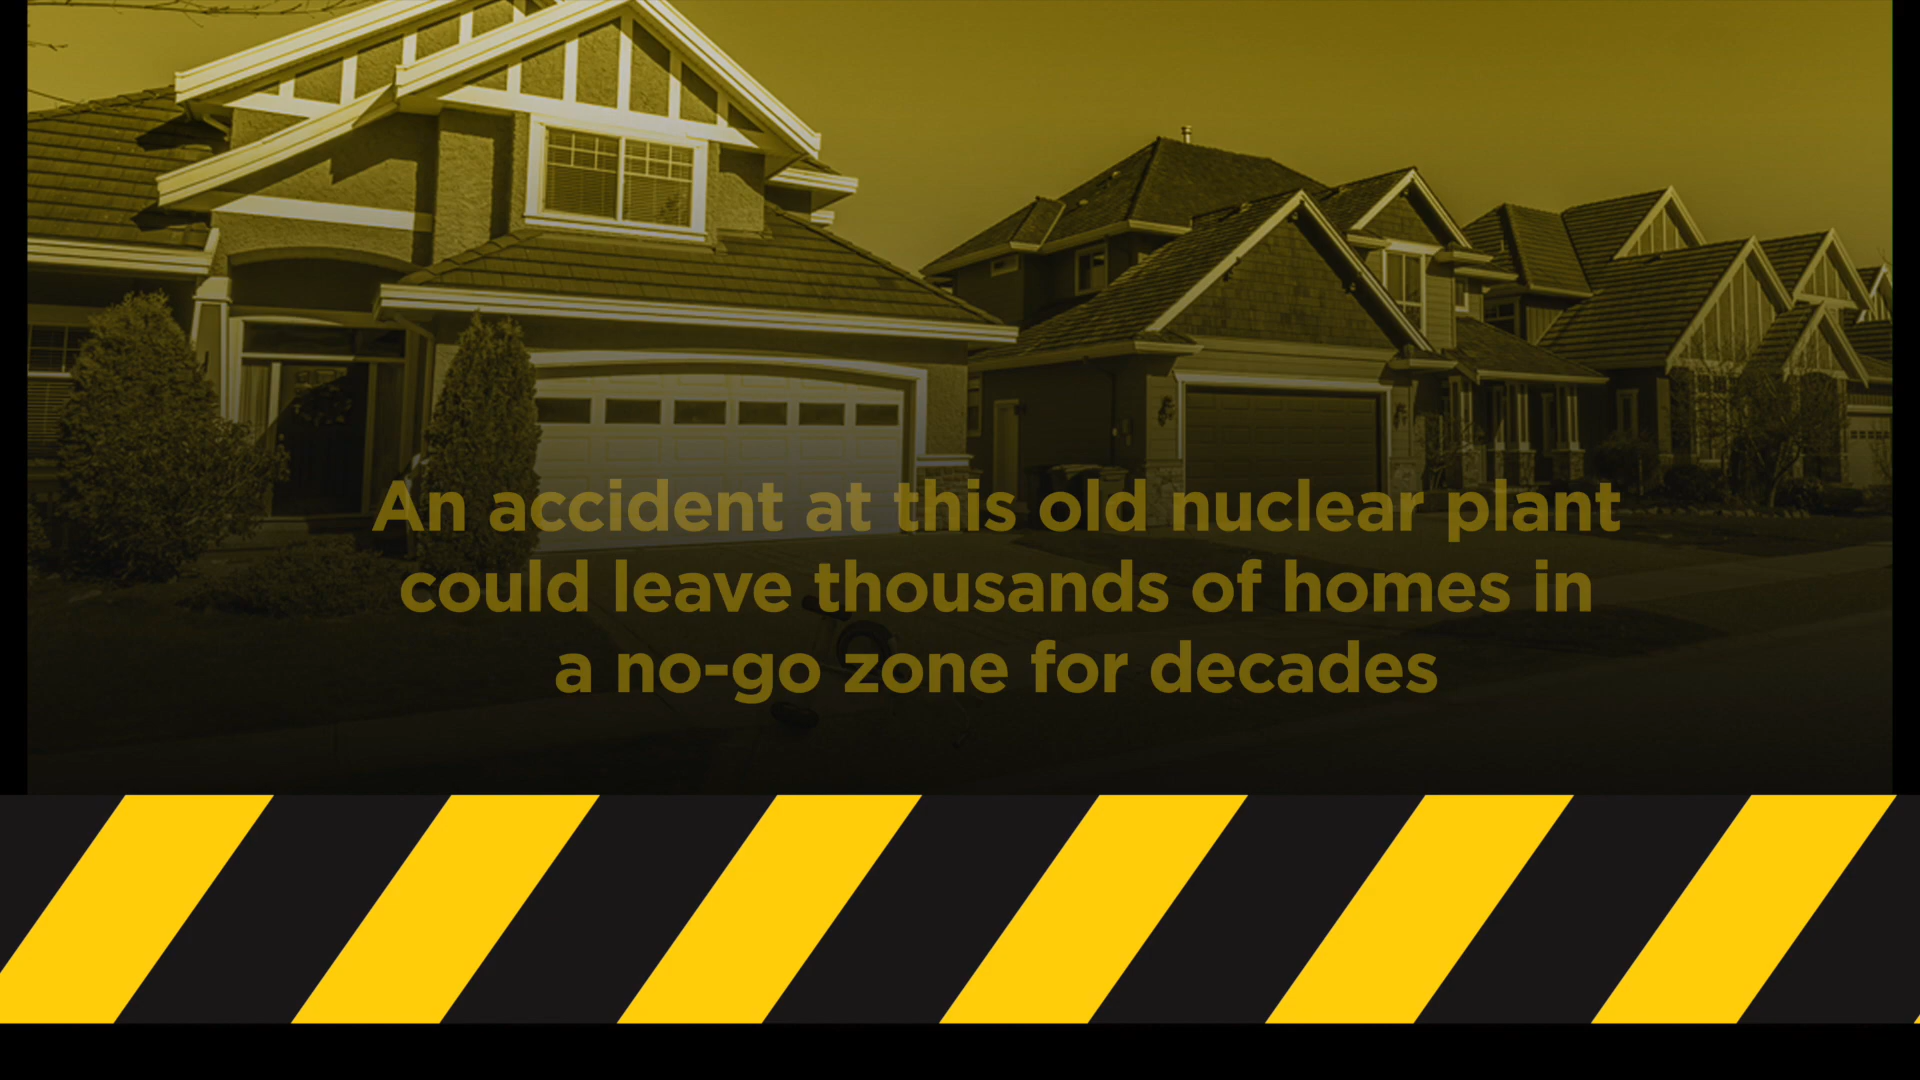 An accident at this old nuclear plant
could leave thousands of homes in
a no-go zone for decades